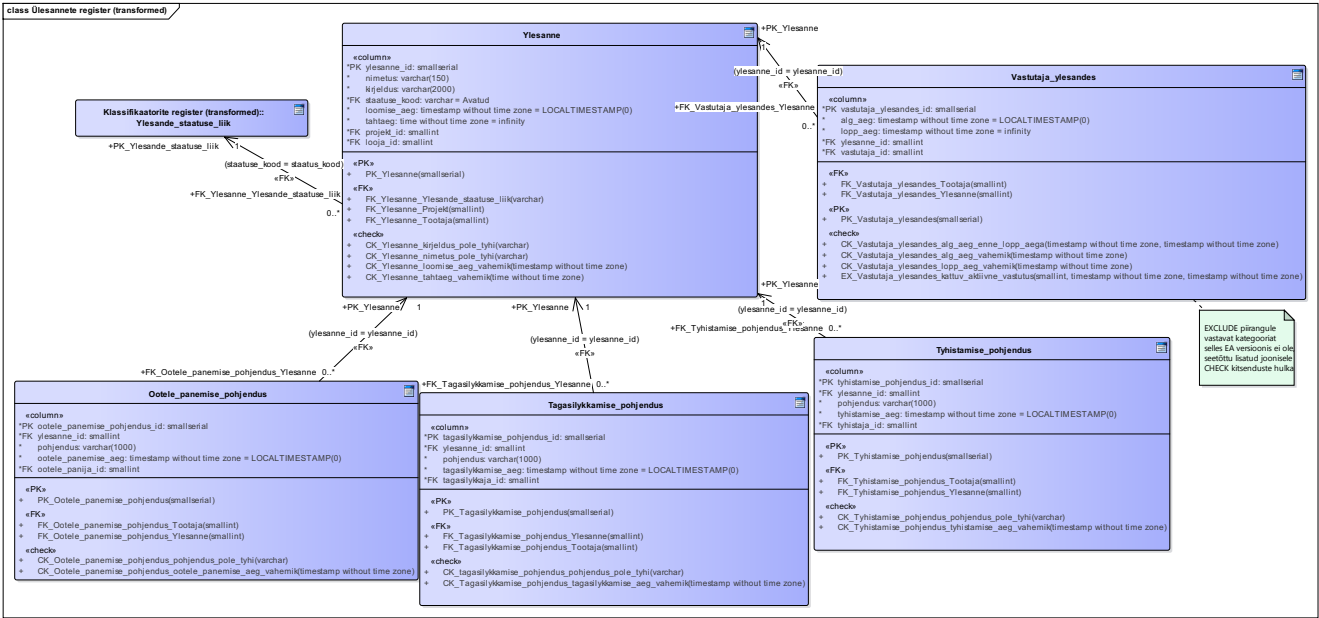 class Ülesannete register (transformed)
Ylesanne
«column»
*PK ylesanne_id: smallserial
* nimetus: varchar(150)
* kirjeldus: varchar(2000)
*FK staatuse_kood: varchar = Avatud
* loomise_aeg: timestamp without time zone = LOCALTIMESTAMP(0)
* tahtaeg: time without time zone = infinity
*FK projekt_id: smallint
*FK looja_id: smallint
«PK»
+ PK_Ylesanne(smallserial)
«FK»
+ FK_Ylesanne_Ylesande_staatuse_liik(varchar)
+ FK_Ylesanne_Projekt(smallint)
+ FK_Ylesanne_Tootaja(smallint)
«check»
+ CK_Ylesanne_kirjeldus_pole_tyhi(varchar)
+ CK_Ylesanne_nimetus_pole_tyhi(varchar)
+ CK_Ylesanne_loomise_aeg_vahemik(timestamp without time zone)
+ CK_Ylesanne_tahtaeg_vahemik(time without time zone)
+PK_Ylesanne
1
(ylesanne_id = ylesanne_id)
«FK»
+FK_Vastutaja_ylesandes_Ylesanne
0..*
Vastutaja_ylesandes
«column»
*PK vastutaja_ylesandes_id: smallserial
* alg_aeg: timestamp without time zone = LOCALTIMESTAMP(0)
* lopp_aeg: timestamp without time zone = infinity
*FK ylesanne_id: smallint
*FK vastutaja_id: smallint
«FK»
+ FK_Vastutaja_ylesandes_Tootaja(smallint)
+ FK_Vastutaja_ylesandes_Ylesanne(smallint)
«PK»
+ PK_Vastutaja_ylesandes(smallserial)
«check»
+ CK_Vastutaja_ylesandes_alg_aeg_enne_lopp_aega(timestamp without time zone, timestamp without time zone)
+ CK_Vastutaja_ylesandes_alg_aeg_vahemik(timestamp without time zone)
+ CK_Vastutaja_ylesandes_lopp_aeg_vahemik(timestamp without time zone)
+ EX_Vastutaja_ylesandes_kattuv_aktiivne_vastutus(smallint, timestamp without time zone, timestamp without time zone)
Klassifikaatorite register (transformed)::
Ylesande_staatuse_liik
+PK_Ylesande_staatuse_liik
1
(staatuse_kood = staatus_kood)
«FK»
+FK_Ylesanne_Ylesande_staatuse_liik
0..*
+PK_Ylesanne
1
(ylesanne_id = ylesanne_id)
«FK»
+FK_Ootele_panemise_pohjendus_Ylesanne 0..*
+PK_Ylesanne
1
(ylesanne_id = ylesanne_id)
«FK»
+FK_Tagasilykkamise_pohjendus_Ylesanne 0..*
+PK_Ylesanne
1
(ylesanne_id = ylesanne_id)
«FK»
+FK_Tyhistamise_pohjendus_Ylesanne 0..*
EXCLUDE piirangule
vastavat kategooriat
selles EA versioonis ei ole,
seetõttu lisatud joonisele
CHECK kitsenduste hulka
Ootele_panemise_pohjendus
«column»
*PK ootele_panemise_pohjendus_id: smallserial
*FK ylesanne_id: smallint
* pohjendus: varchar(1000)
* ootele_panemise_aeg: timestamp without time zone = LOCALTIMESTAMP(0)
*FK ootele_panija_id: smallint
«PK»
+ PK_Ootele_panemise_pohjendus(smallserial)
«FK»
+ FK_Ootele_panemise_pohjendus_Tootaja(smallint)
+ FK_Ootele_panemise_pohjendus_Ylesanne(smallint)
«check»
+ CK_Ootele_panemise_pohjendus_pohjendus_pole_tyhi(varchar)
+ CK_Ootele_panemise_pohjendus_ootele_panemise_aeg_vahemik(timestamp without time zone)
Tagasilykkamise_pohjendus
«column»
*PK tagasilykkamise_pohjendus_id: smallserial
*FK ylesanne_id: smallint
* pohjendus: varchar(1000)
* tagasilykkamise_aeg: timestamp without time zone = LOCALTIMESTAMP(0)
*FK tagasilykkaja_id: smallint
«PK»
+ PK_Tagasilykkamise_pohjendus(smallserial)
«FK»
+ FK_Tagasilykkamise_pohjendus_Ylesanne(smallint)
+ FK_Tagasilykkamise_pohjendus_Tootaja(smallint)
«check»
+ CK_tagasilykkamise_pohjendus_pohjendus_pole_tyhi(varchar)
+ CK_Tagasilykkamise_pohjendus_tagasilykkamise_aeg_vahemik(timestamp without time zone)
Tyhistamise_pohjendus
«column»
*PK tyhistamise_pohjendus_id: smallserial
*FK ylesanne_id: smallint
* pohjendus: varchar(1000)
* tyhistamise_aeg: timestamp without time zone = LOCALTIMESTAMP(0)
*FK tyhistaja_id: smallint
«PK»
+ PK_Tyhistamise_pohjendus(smallserial)
«FK»
+ FK_Tyhistamise_pohjendus_Tootaja(smallint)
+ FK_Tyhistamise_pohjendus_Ylesanne(smallint)
«check»
+ CK_Tyhistamise_pohjendus_pohjendus_pole_tyhi(varchar)
+ CK_Tyhistamise_pohjendus_tyhistamise_aeg_vahemik(timestamp without time zone)